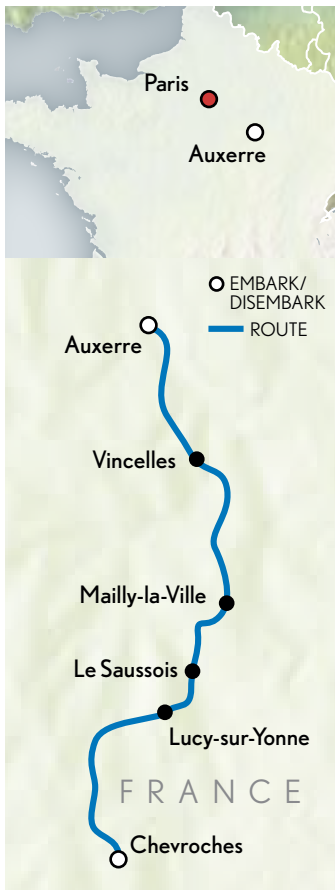 Paris
Auxerre
EMBARK/
DISEMBARK
ROUTE
Auxerre
Vincelles
Mailly-la-Ville
Le Saussois
Lucy-sur-Yonne
FRANCE
Chevroches